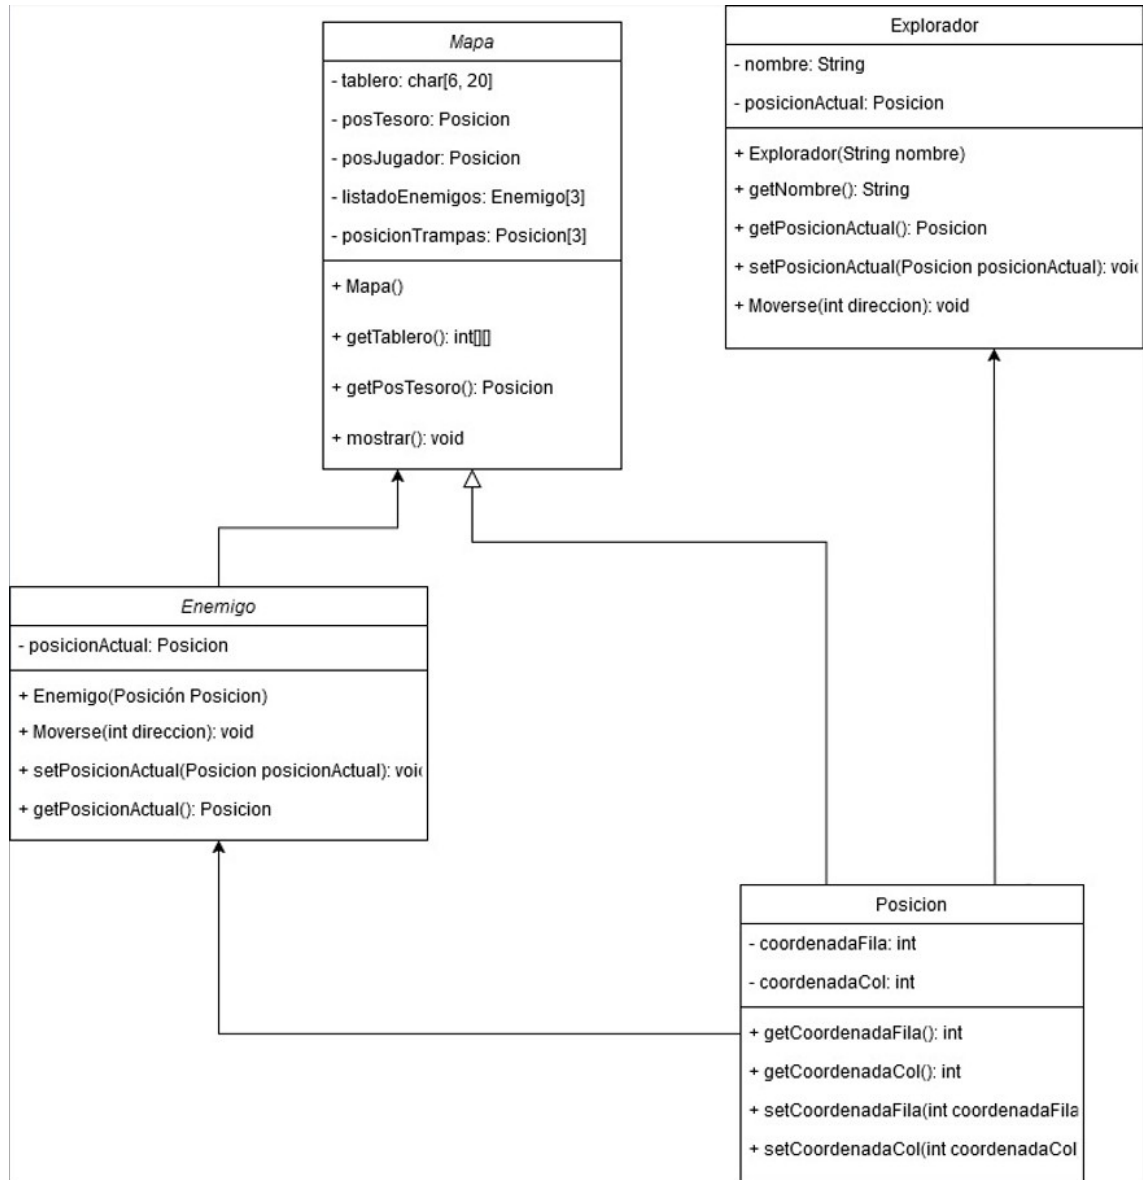 Mapa
- tablero: char[6, 20]
- posTesoro: Posicion
- posJugador: Posicion
- listadoEnemigos: Enemigo[3]
- posicionTrampas: Posicion[3]
+ Mapa()
+ getTablero(): int[][]
+ getPosTesoro(): Posicion
+ mostrar(): void
Explorador
- nombre: String
- posicionActual: Posicion
+ Explorador(String nombre)
+ getNombre(): String
+ getPosicionActual(): Posicion
+ setPosicionActual(Posicion posicionActual): voi
+ Moverse(int direccion): void
Enemigo
- posicionActual: Posicion
+ Enemigo(Posición Posicion)
+ Moverse(int direccion): void
+ setPosicionActual(Posicion posicionActual): voi
+ getPosicionActual(): Posicion
Posicion
- coordenadaFila: int
- coordenadaCol: int
+ getCoordenadaFila(): int
+ getCoordenadaCol(): int
+ setCoordenadaFila(int coordenadaFila
+ setCoordenadaCol(int coordenadaCol